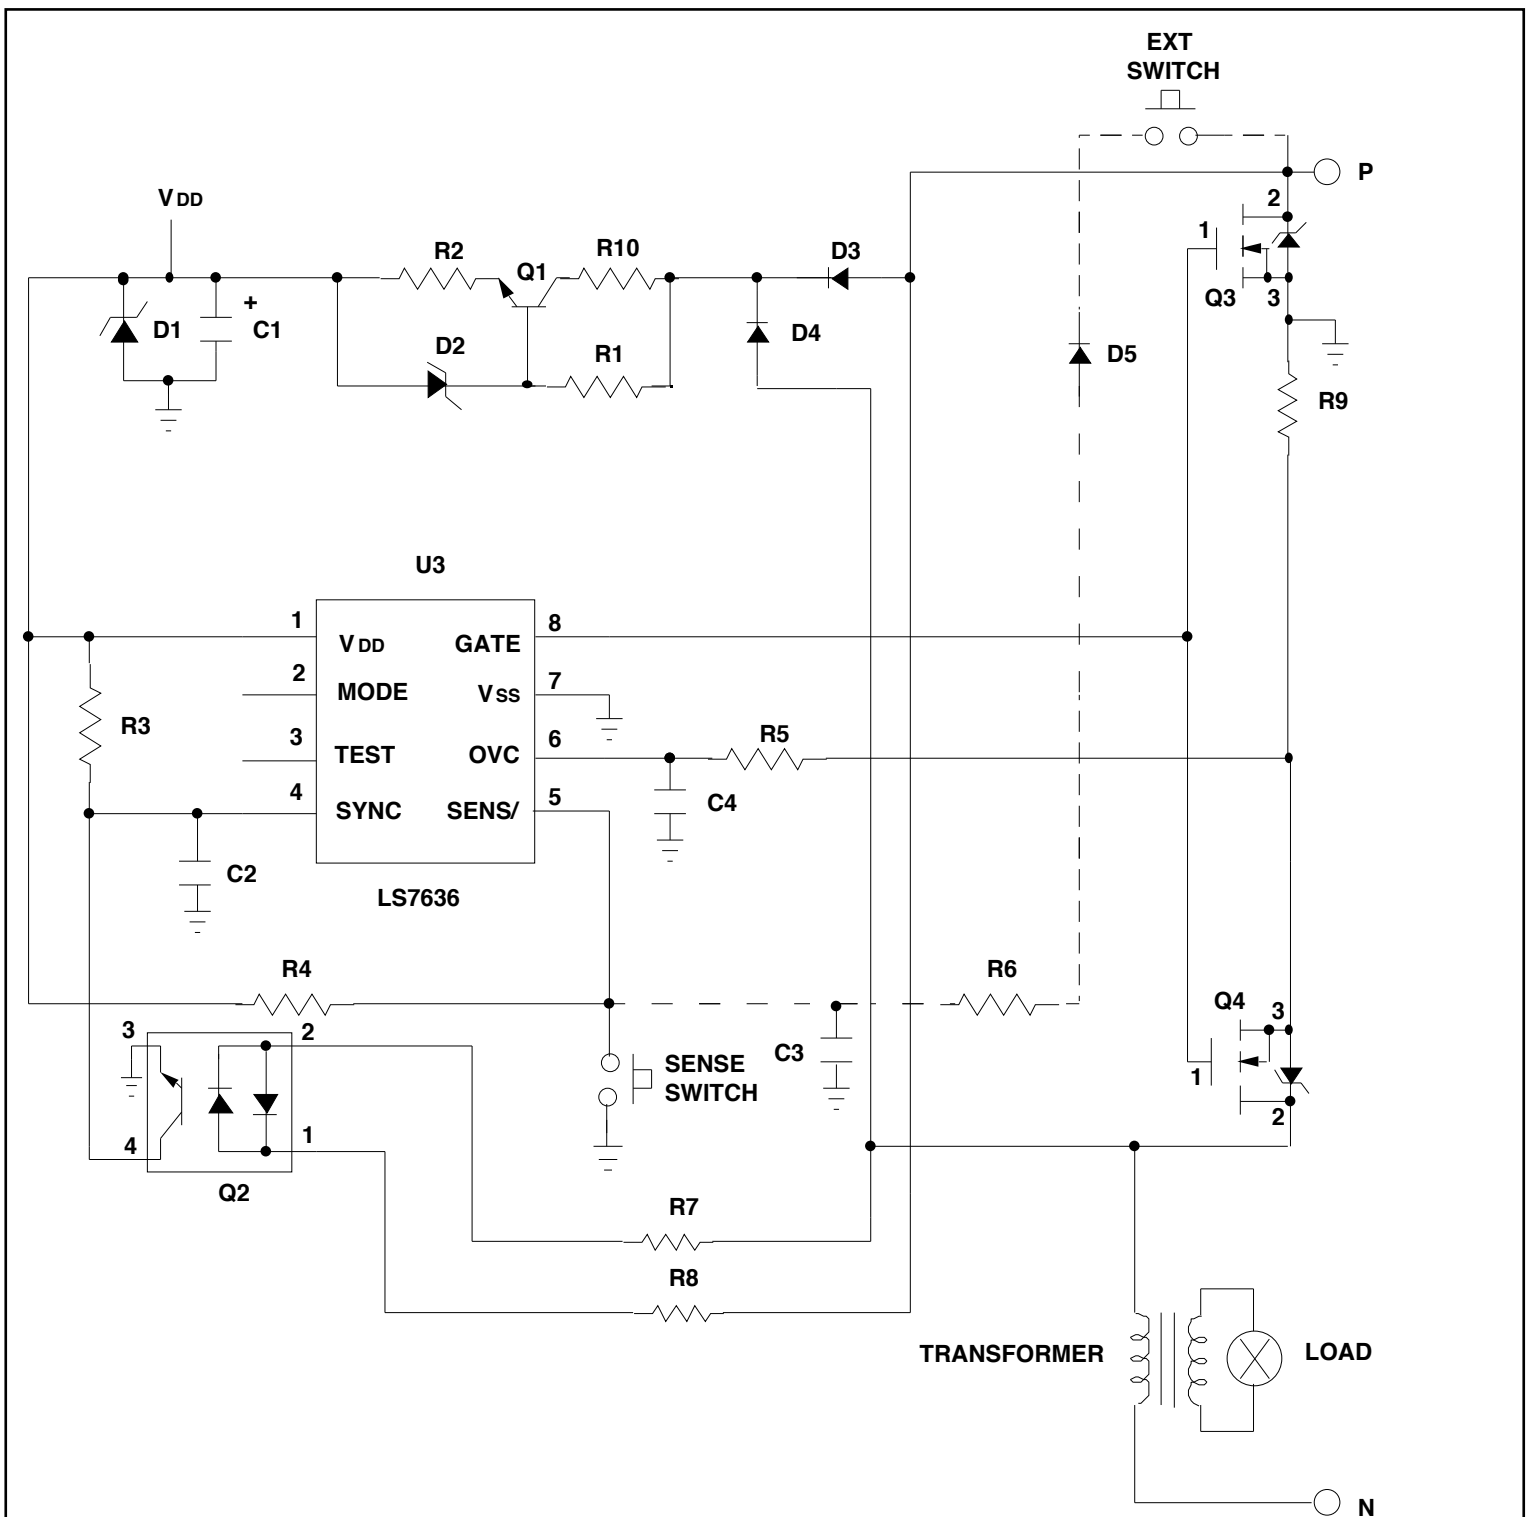 EXT
SWITCH
P
VDD
2
1
R2
Q1
R10
D3
Q3
3
+
D1
C1
D2
R1
D4
D5
R9
U3
1
VDD
GATE
8
2
MODE
VSS
7
R3
3
TEST
OVC
6
R5
4
SYNC
SENS/
5
C4
C2
LS7636
R4
R6
Q4
3
3
2
C3
SENSE
SWITCH
1
2
4
1
Q2
R7
R8
TRANSFORMER
LOAD
N